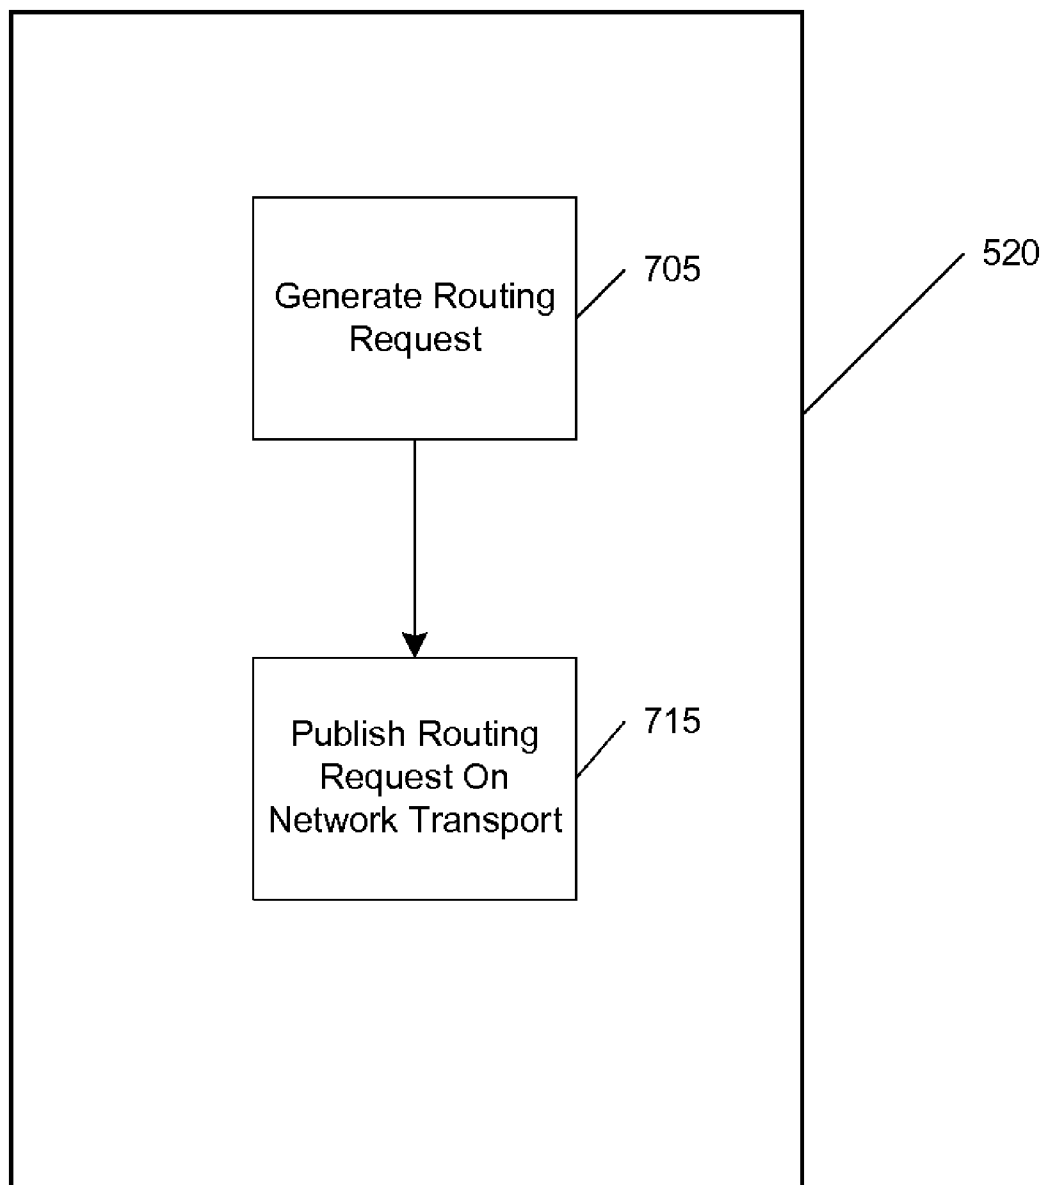 520
Generate Routing
Request
705
Publish Routing
Request On
Network Transport
715